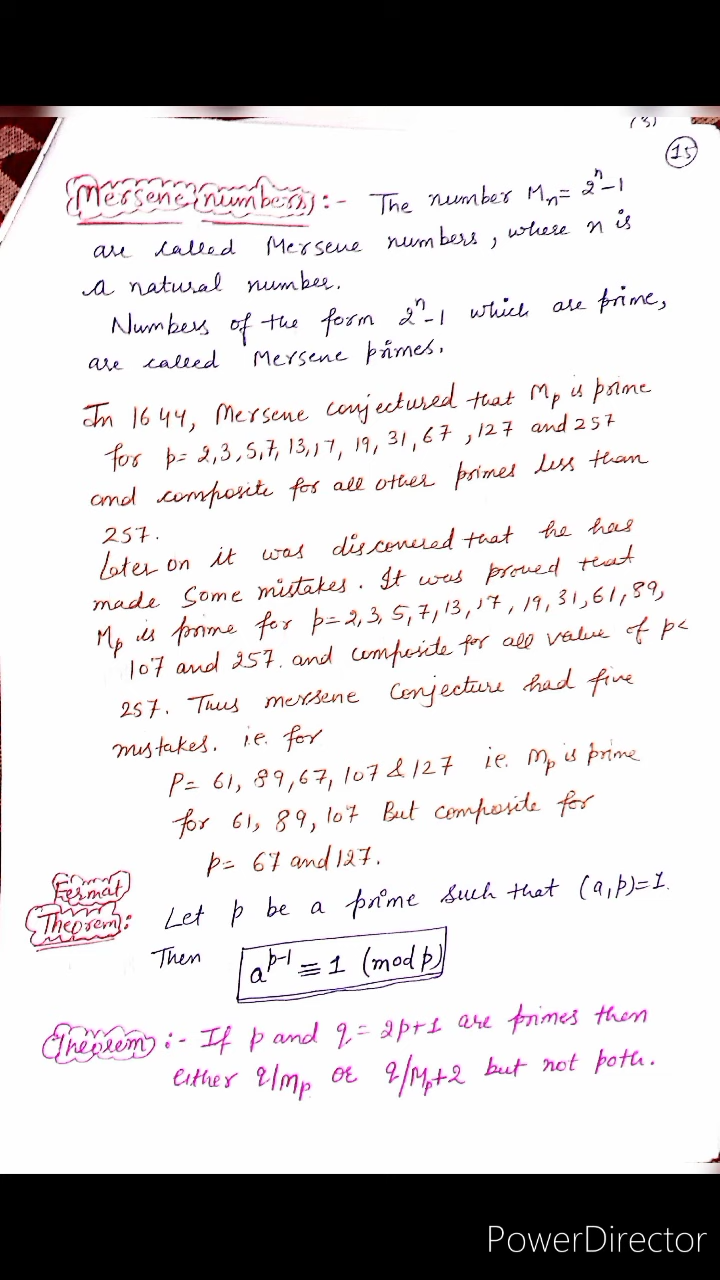 (3)
15
Mersene numbers :- The number Mₙ = 2ⁿ-1
are called Mersene numbers, where n is
a natural number.
Numbers of the form 2ⁿ-1 which are prime,
are called Mersene primes.
In 1644, Mersene conjectured that Mp is prime
for p= 2,3,5,7,13,17, 19, 31, 67, 127 and 257
and composite for all other primes less than
257.
Later on it was discovered that he has
made Some mistakes. It was proved that
Mp is prime for p=2,3,5,7,13,17,19,31,61,89,
107 and 257. and composite for all value of p<
257. Thus mersene Conjecture had five
mistakes. i.e. for
P= 61, 89, 67, 107 & 127 i.e. Mp is prime
for 61, 89, 107 But composite for
p= 67 and 127.
Fermat
Theorem: Let p be a prime such that (a,p)=1.
Then a^p-1 ≡ 1 (mod p)
Theorem :- If p and q = 2p+1 are primes then
either q/Mp or q/Mp+2 but not both.
PowerDirector